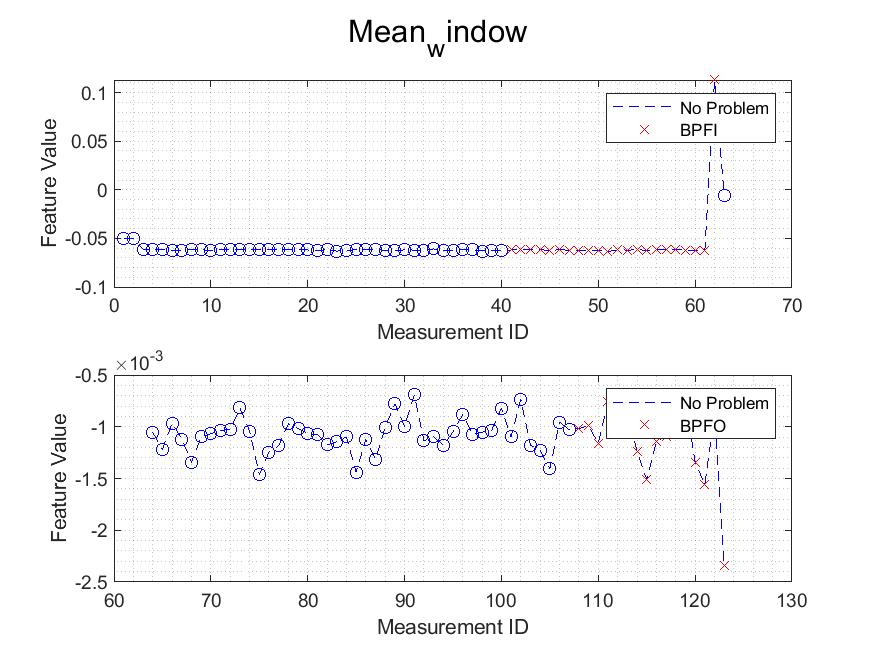 Mean_window
0.1
0.05
0
-0.05
-0.1
Feature Value
No Problem
BPFI
0 10 20 30 40 50 60 70
Measurement ID
×10^-3
-0.5
-1
-1.5
-2
-2.5
Feature Value
No Problem
BPFO
60 70 80 90 100 110 120 130
Measurement ID